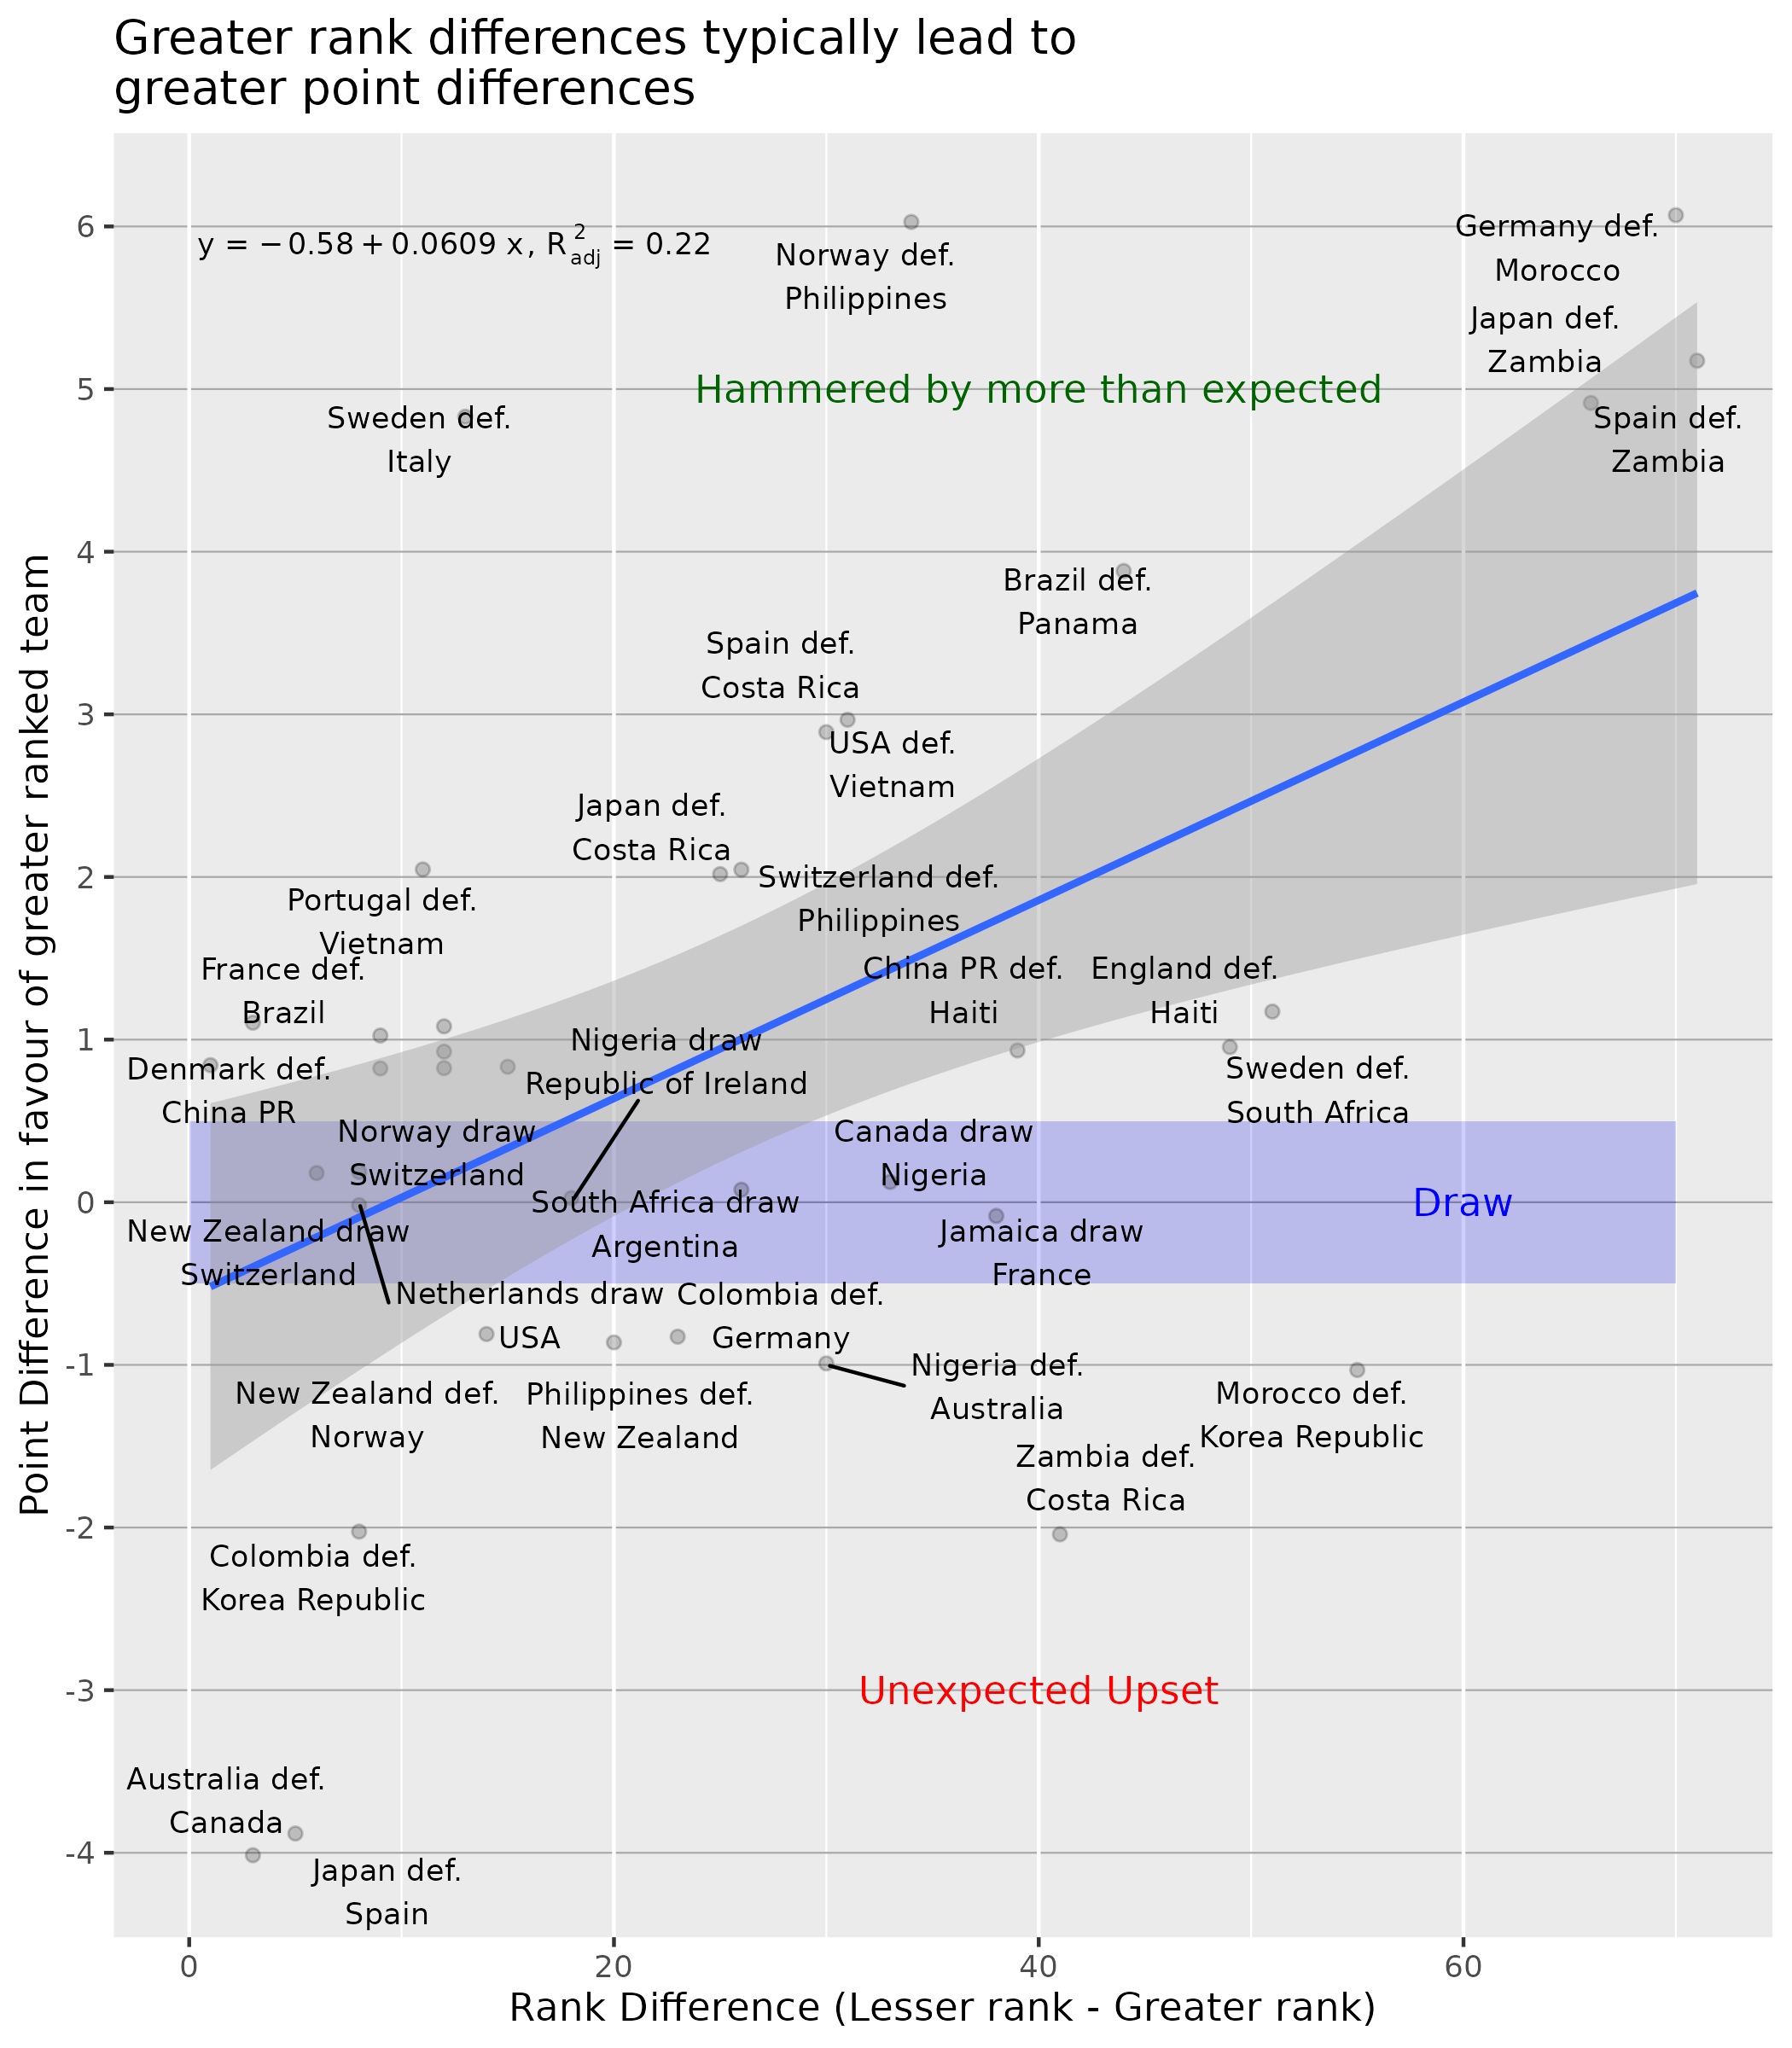 Greater rank differences typically lead to
greater point differences
6
5
4
3
2
1
0
-1
-2
-3
-4
Point Difference in favour of greater ranked team
y = −0.58 + 0.0609 x, R²adj = 0.22
Norway def.
Philippines
Germany def.
Morocco
Japan def.
Zambia
Hammered by more than expected
Sweden def.
Italy
Spain def.
Zambia
Brazil def.
Panama
Spain def.
Costa Rica
USA def.
Vietnam
Japan def.
Costa Rica
Switzerland def.
Philippines
Portugal def.
Vietnam
France def.
Brazil
China PR def.
Haiti
England def.
Haiti
Nigeria draw
Republic of Ireland
Denmark def.
China PR
Sweden def.
South Africa
Norway draw
Switzerland
Canada draw
Nigeria
South Africa draw
Argentina
Draw
New Zealand draw
Switzerland
Jamaica draw
France
Netherlands draw
USA
Colombia def.
Germany
Nigeria def.
Australia
New Zealand def.
Norway
Philippines def.
New Zealand
Morocco def.
Korea Republic
Zambia def.
Costa Rica
Colombia def.
Korea Republic
Unexpected Upset
Australia def.
Canada
Japan def.
Spain
0
20
40
60
Rank Difference (Lesser rank - Greater rank)